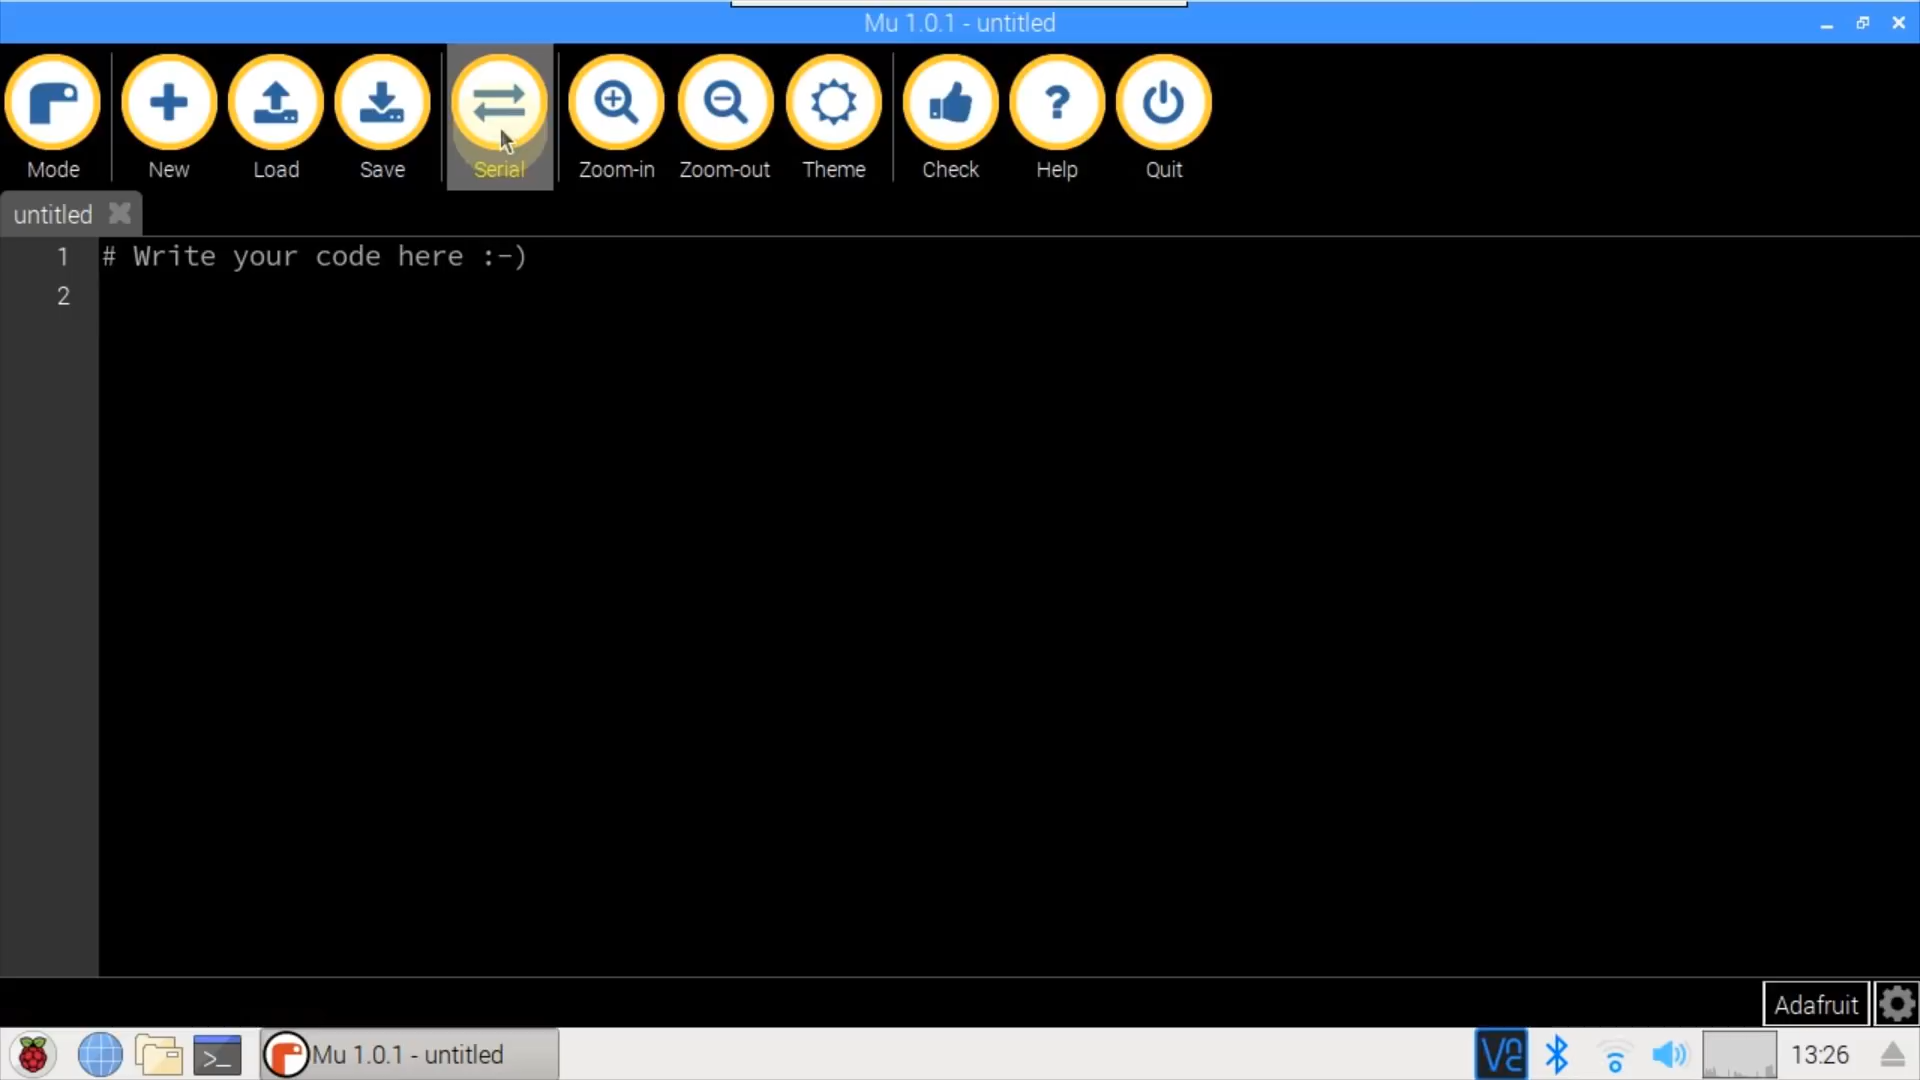 Mu 1.0.1 - untitled
Mode New Load Save Serial Zoom-in Zoom-out Theme Check Help Quit
untitled
1 # Write your code here :-)
2
Adafruit
Mu 1.0.1 - untitled 13:26